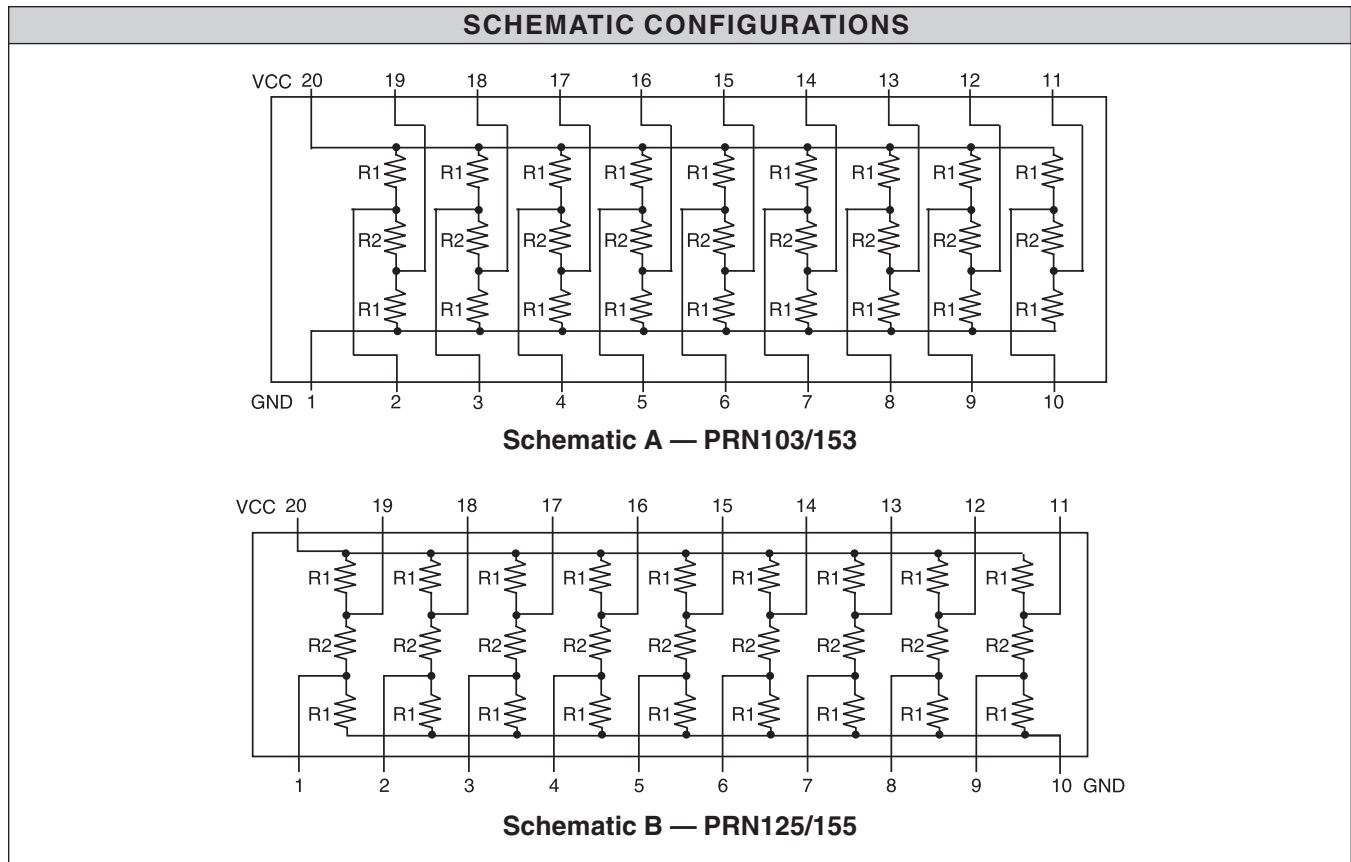 SCHEMATIC CONFIGURATIONS
VCC 20 19 18 17 16 15 14 13 12 11
R1 R1 R1 R1 R1 R1 R1 R1 R1
R2 R2 R2 R2 R2 R2 R2 R2 R2
R1 R1 R1 R1 R1 R1 R1 R1 R1
GND 1 2 3 4 5 6 7 8 9 10
Schematic A — PRN103/153
VCC 20 19 18 17 16 15 14 13 12 11
R1 R1 R1 R1 R1 R1 R1 R1 R1
R2 R2 R2 R2 R2 R2 R2 R2 R2
R1 R1 R1 R1 R1 R1 R1 R1 R1
1 2 3 4 5 6 7 8 9 10 GND
Schematic B — PRN125/155